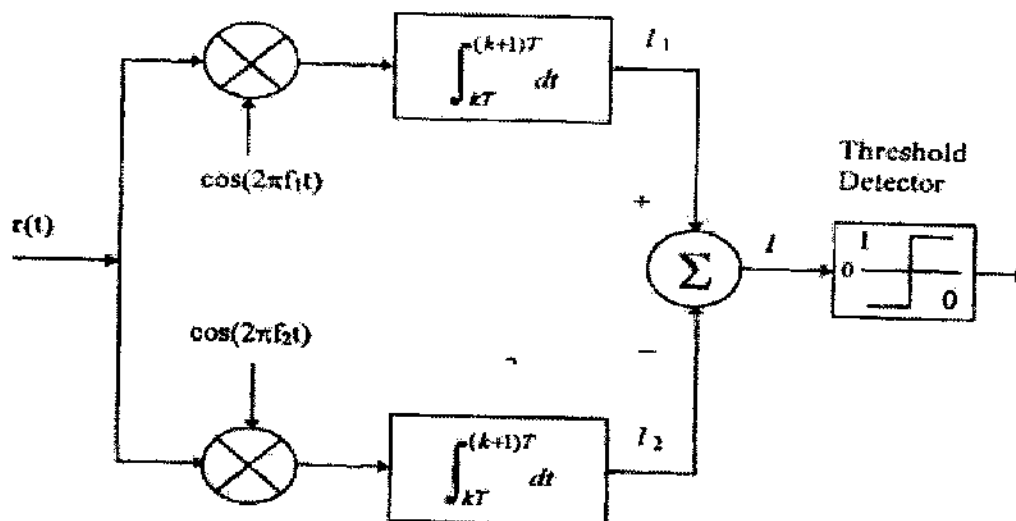 ∫_{kT}^{(k+1)T} dt
l₁
cos(2πf₁t)
Threshold
Detector
r(t)
+
Σ
l
1
0
0
cos(2πf₂t)
−
∫_{kT}^{(k+1)T} dt
l₂